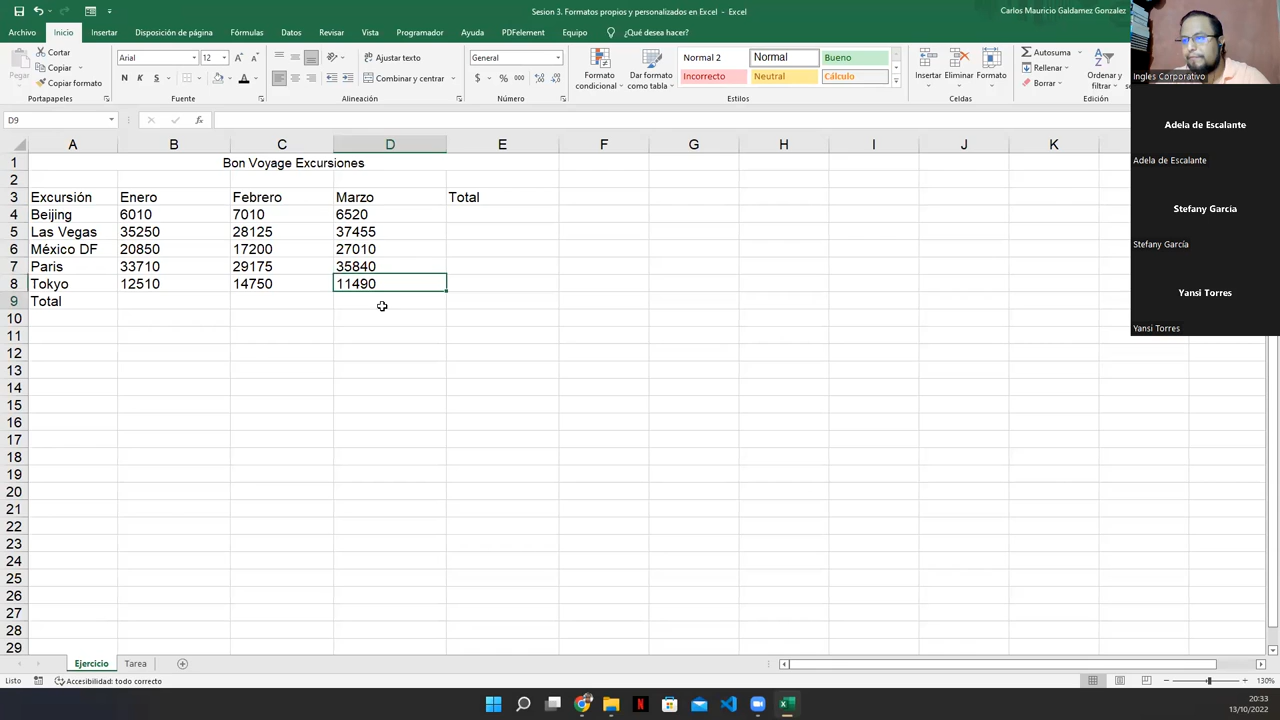 Sesion 3. Formatos propios y personalizados en Excel - Excel
Carlos Mauricio Galdamez Gonzalez
Archivo Inicio Insertar Disposición de página Fórmulas Datos Revisar Vista Programador Ayuda PDFelement Equipo ¿Qué desea hacer?
Pegar
Cortar
Copiar
Copiar formato
Portapapeles
Arial 12
N K S
Fuente
Ajustar texto
Combinar y centrar
Alineación
General
$ % 000
Número
Formato condicional
Dar formato como tabla
Normal 2 Normal Bueno
Incorrecto Neutral Cálculo
Estilos
Insertar Eliminar Formato
Celdas
Autosuma
Rellenar
Borrar
Ordenar y filtrar
Edición
D9
A B C D E F G H I J K
1 Bon Voyage Excursiones
2
3 Excursión Enero Febrero Marzo Total
4 Beijing 6010 7010 6520
5 Las Vegas 35250 28125 37455
6 México DF 20850 17200 27010
7 Paris 33710 29175 35840
8 Tokyo 12510 14750 11490
9 Total
10
11
12
13
14
15
16
17
18
19
20
21
22
23
24
25
26
27
28
29
Ingles Corporativo
Adela de Escalante
Adela de Escalante
Stefany García
Stefany García
Yansi Torres
Yansi Torres
Ejercicio Tarea
Listo Accesibilidad: todo correcto 130%
20:33
13/10/2022